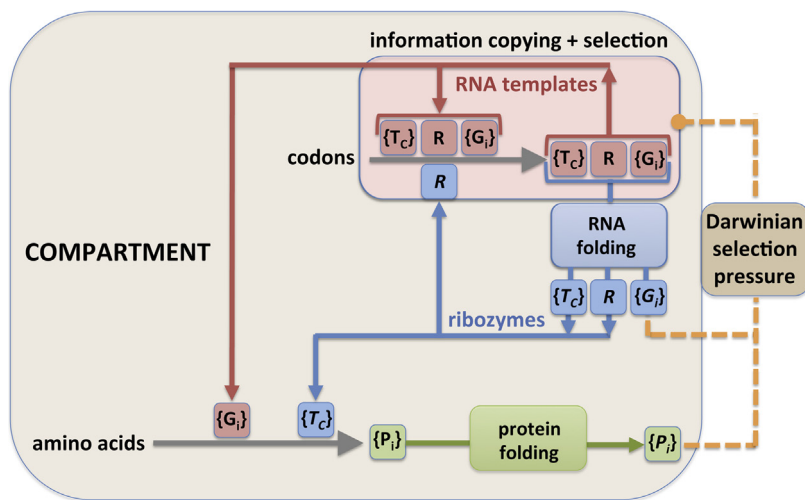 information copying + selection
RNA templates
{T_C} R {G_i}
codons
{T_C} R {G_i}
R
RNA
folding
Darwinian
selection
pressure
COMPARTMENT
{T_C} R {G_i}
ribozymes
{G_i} {T_C}
amino acids
{P_i}
protein
folding
{P_i}